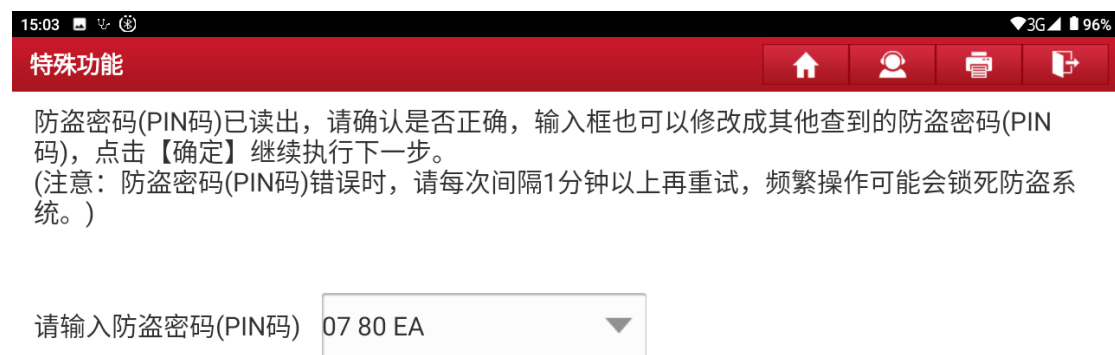 15:03 3G 96%
特殊功能
防盗密码(PIN码)已读出，请确认是否正确，输入框也可以修改成其他查到的防盗密码(PIN
码)，点击【确定】继续执行下一步。
(注意：防盗密码(PIN码)错误时，请每次间隔1分钟以上再重试，频繁操作可能会锁死防盗系
统。)
请输入防盗密码(PIN码) 07 80 EA